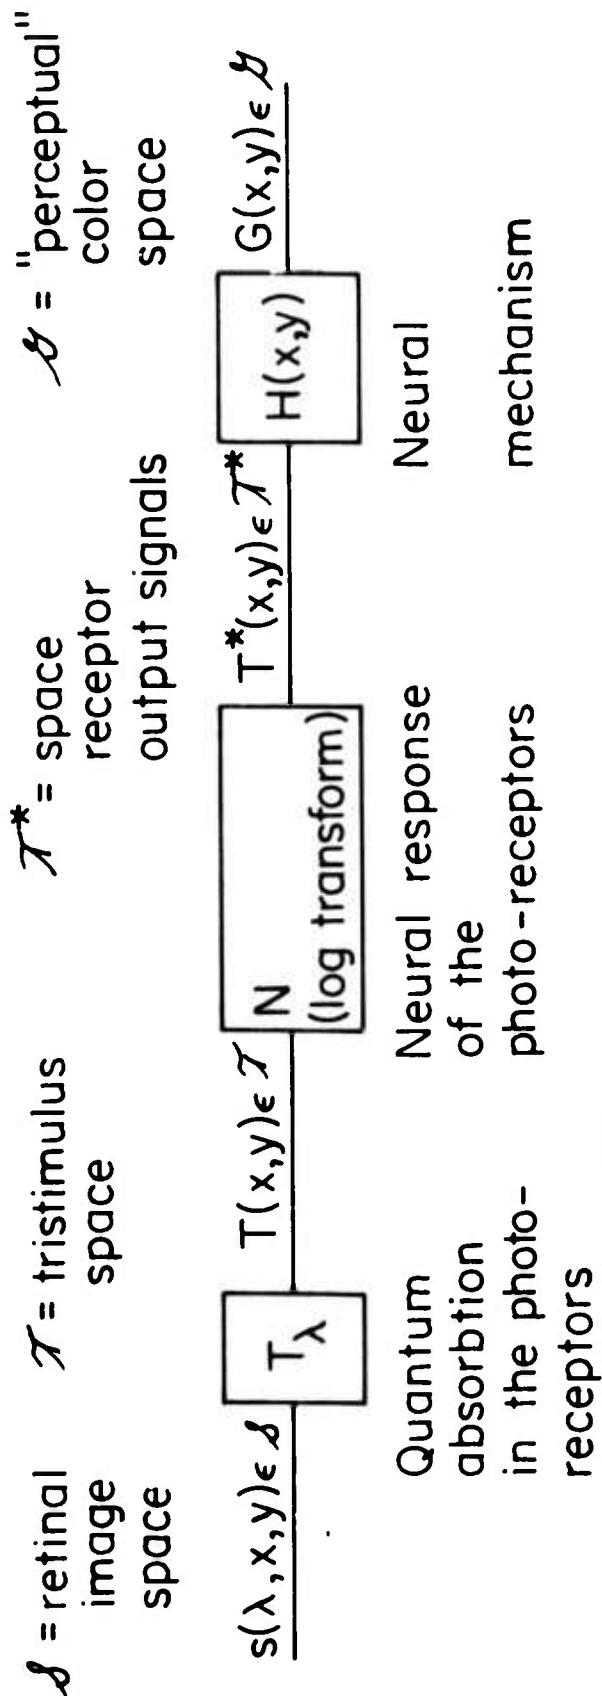 𝒮 = retinal
image
space
𝒯 = tristimulus
space
𝒯* = space
receptor
output signals
𝒢 = "perceptual"
color
space
s(λ,x,y)ϵ 𝒮
T_λ
T(x,y)ϵ 𝒯
N
(log transform)
T*(x,y)ϵ 𝒯*
H(x,y)
G(x,y)ϵ 𝒢
Quantum
absorbtion
in the photo-
receptors
Neural response
of the
photo-receptors
Neural
mechanism